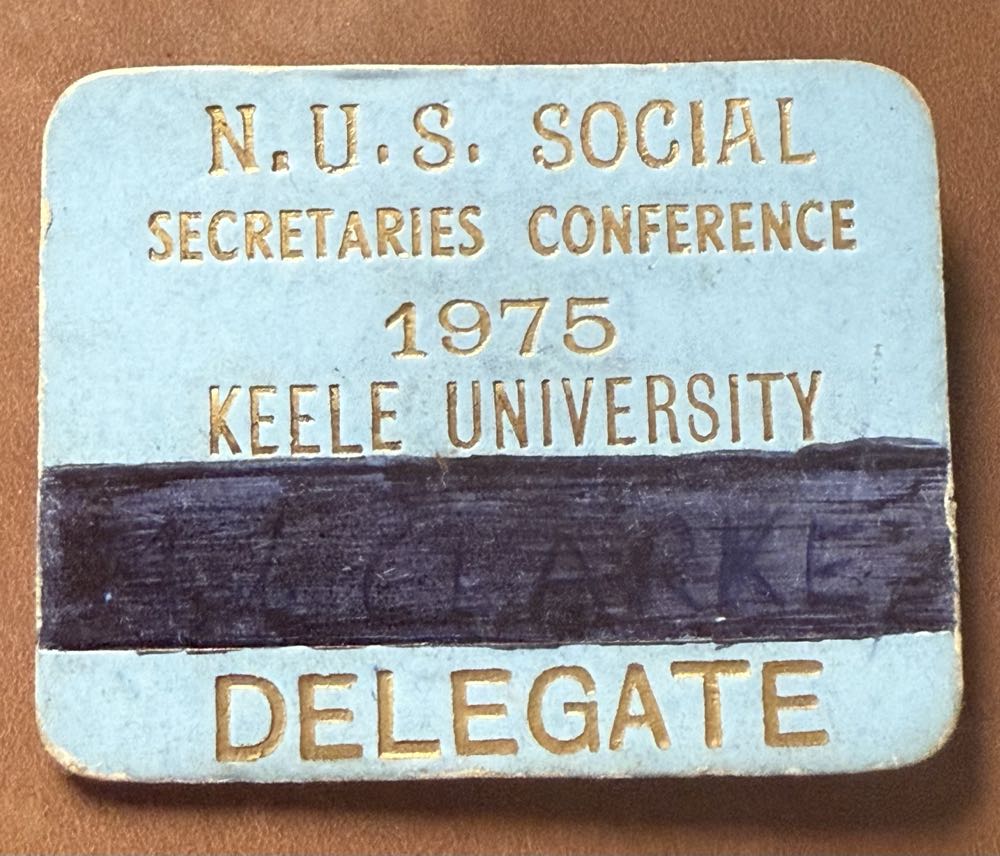 N.U.S. SOCIAL
SECRETARIES CONFERENCE
1975
KEELE UNIVERSITY
CLARKE
DELEGATE